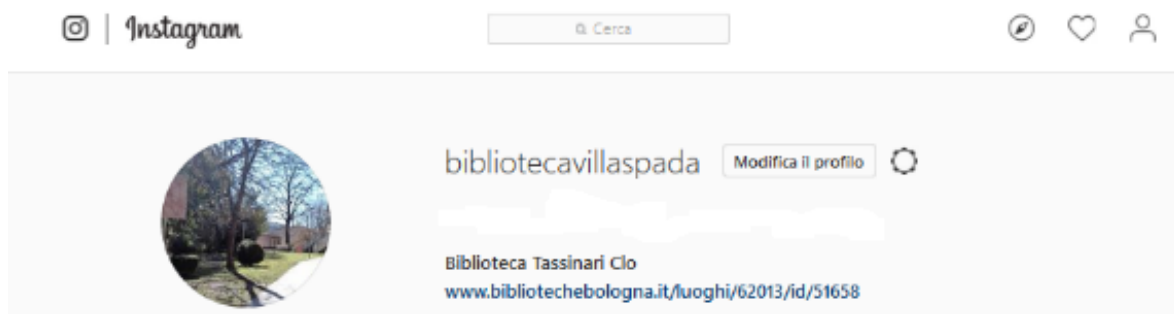 Instagram
Cerca
bibliotecavillaspada Modifica il profilo
Biblioteca Tassinari Clo
www.bibliotechebologna.it/luoghi/62013/id/51658